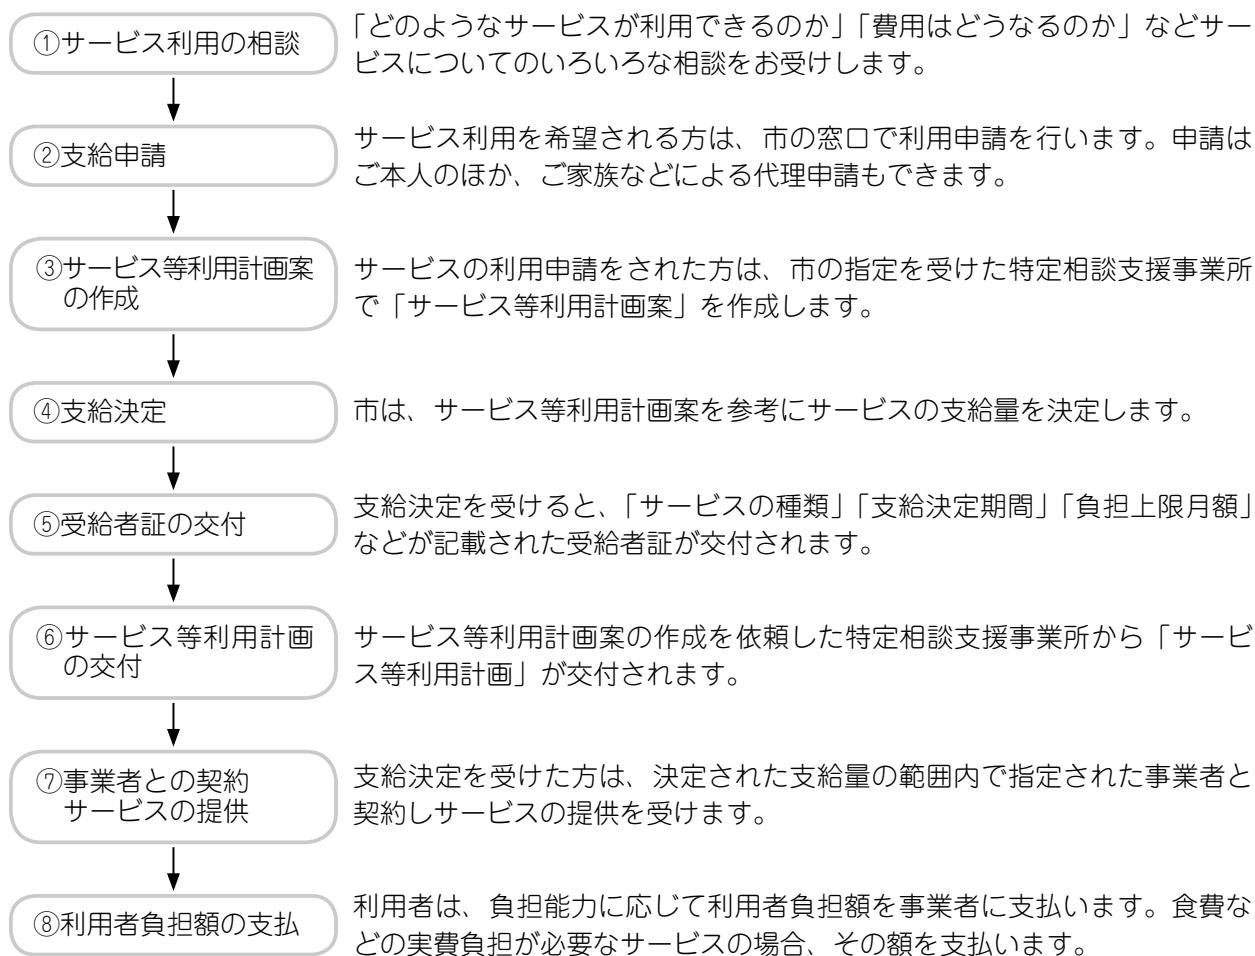 ①サービス利用の相談
「どのようなサービスが利用できるのか」「費用はどうなるのか」などサー
ビスについてのいろいろな相談をお受けします。
②支給申請
サービス利用を希望される方は、市の窓口で利用申請を行います。申請は
ご本人のほか、ご家族などによる代理申請もできます。
③サービス等利用計画案
の作成
サービスの利用申請をされた方は、市の指定を受けた特定相談支援事業所
で「サービス等利用計画案」を作成します。
④支給決定
市は、サービス等利用計画案を参考にサービスの支給量を決定します。
⑤受給者証の交付
支給決定を受けると、「サービスの種類」「支給決定期間」「負担上限月額」
などが記載された受給者証が交付されます。
⑥サービス等利用計画
の交付
サービス等利用計画案の作成を依頼した特定相談支援事業所から「サービ
ス等利用計画」が交付されます。
⑦事業者との契約
サービスの提供
支給決定を受けた方は、決定された支給量の範囲内で指定された事業者と
契約しサービスの提供を受けます。
⑧利用者負担額の支払
利用者は、負担能力に応じて利用者負担額を事業者に支払います。食費な
どの実費負担が必要なサービスの場合、その額を支払います。